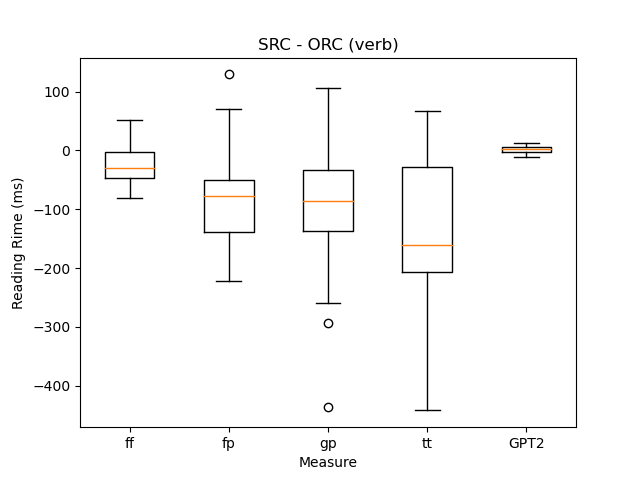 SRC - ORC (verb)
100
0
−100
−200
−300
−400
Reading Rime (ms)
ff
fp
gp
tt
GPT2
Measure